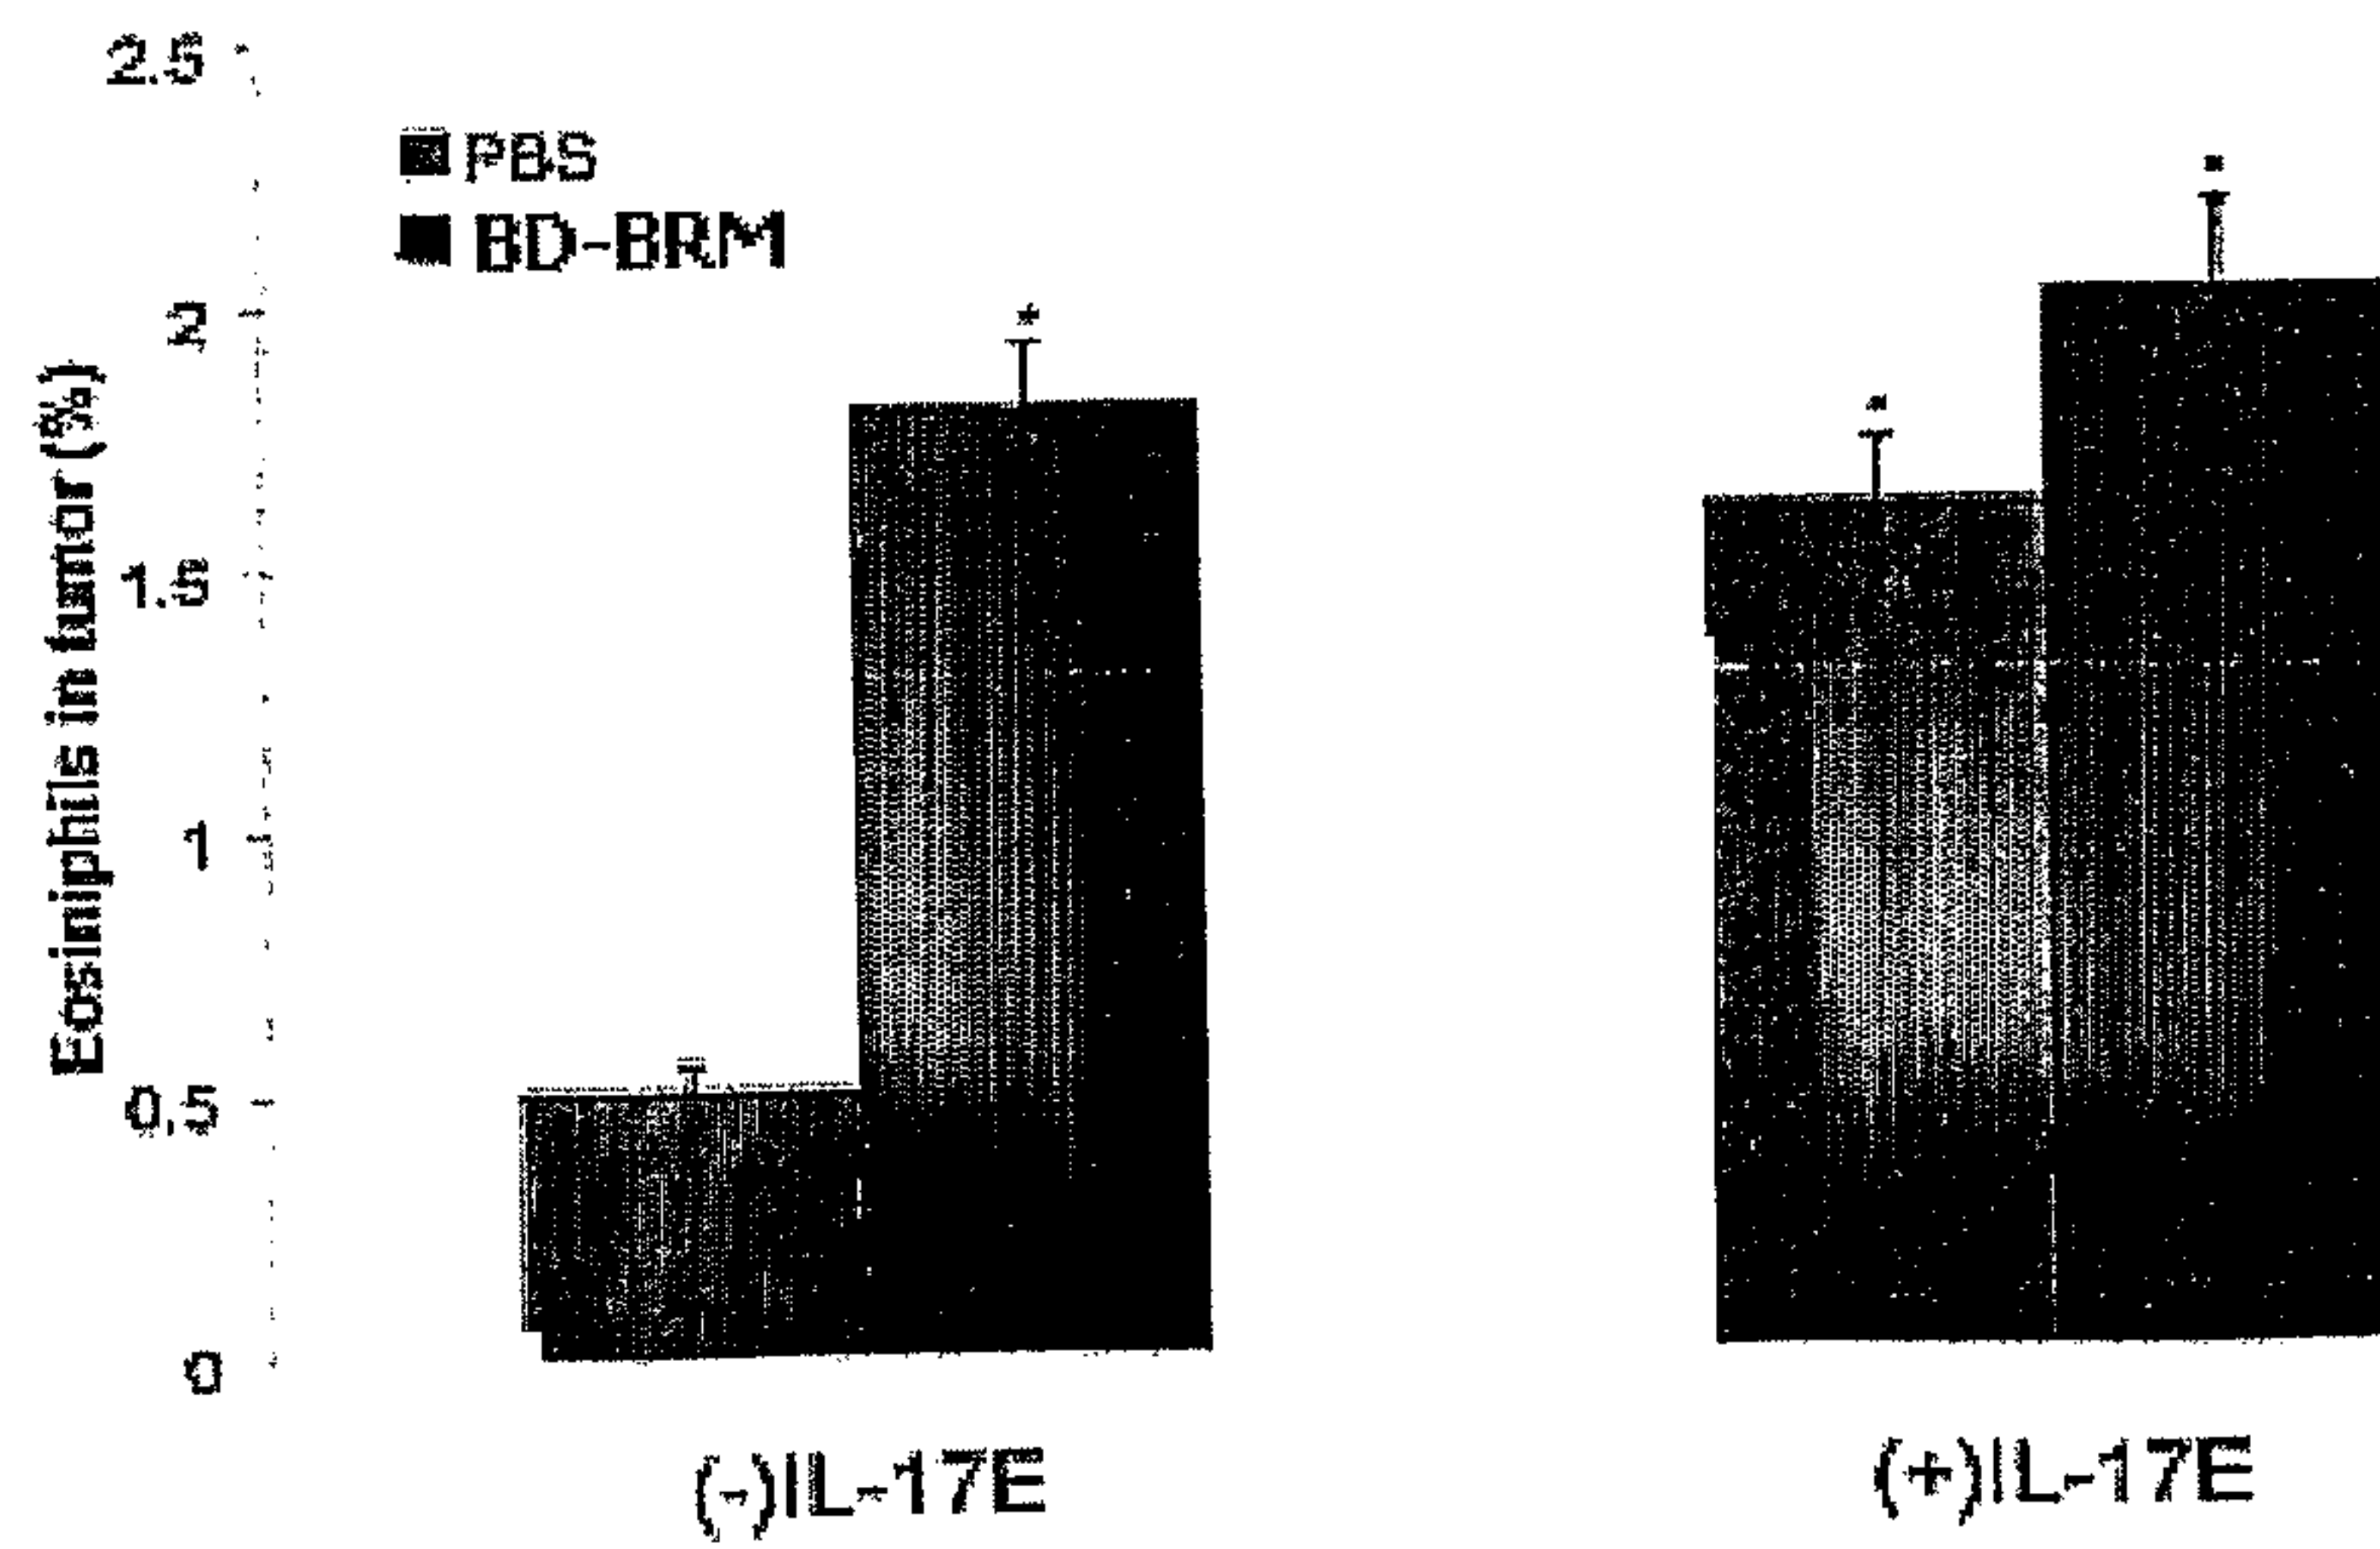 2.5
PBS
BD-BRM
2
*
*
*
Eosiniphils in tumor (%)
1.5
1
0.5
0
(-)IL-17E
(+)IL-17E